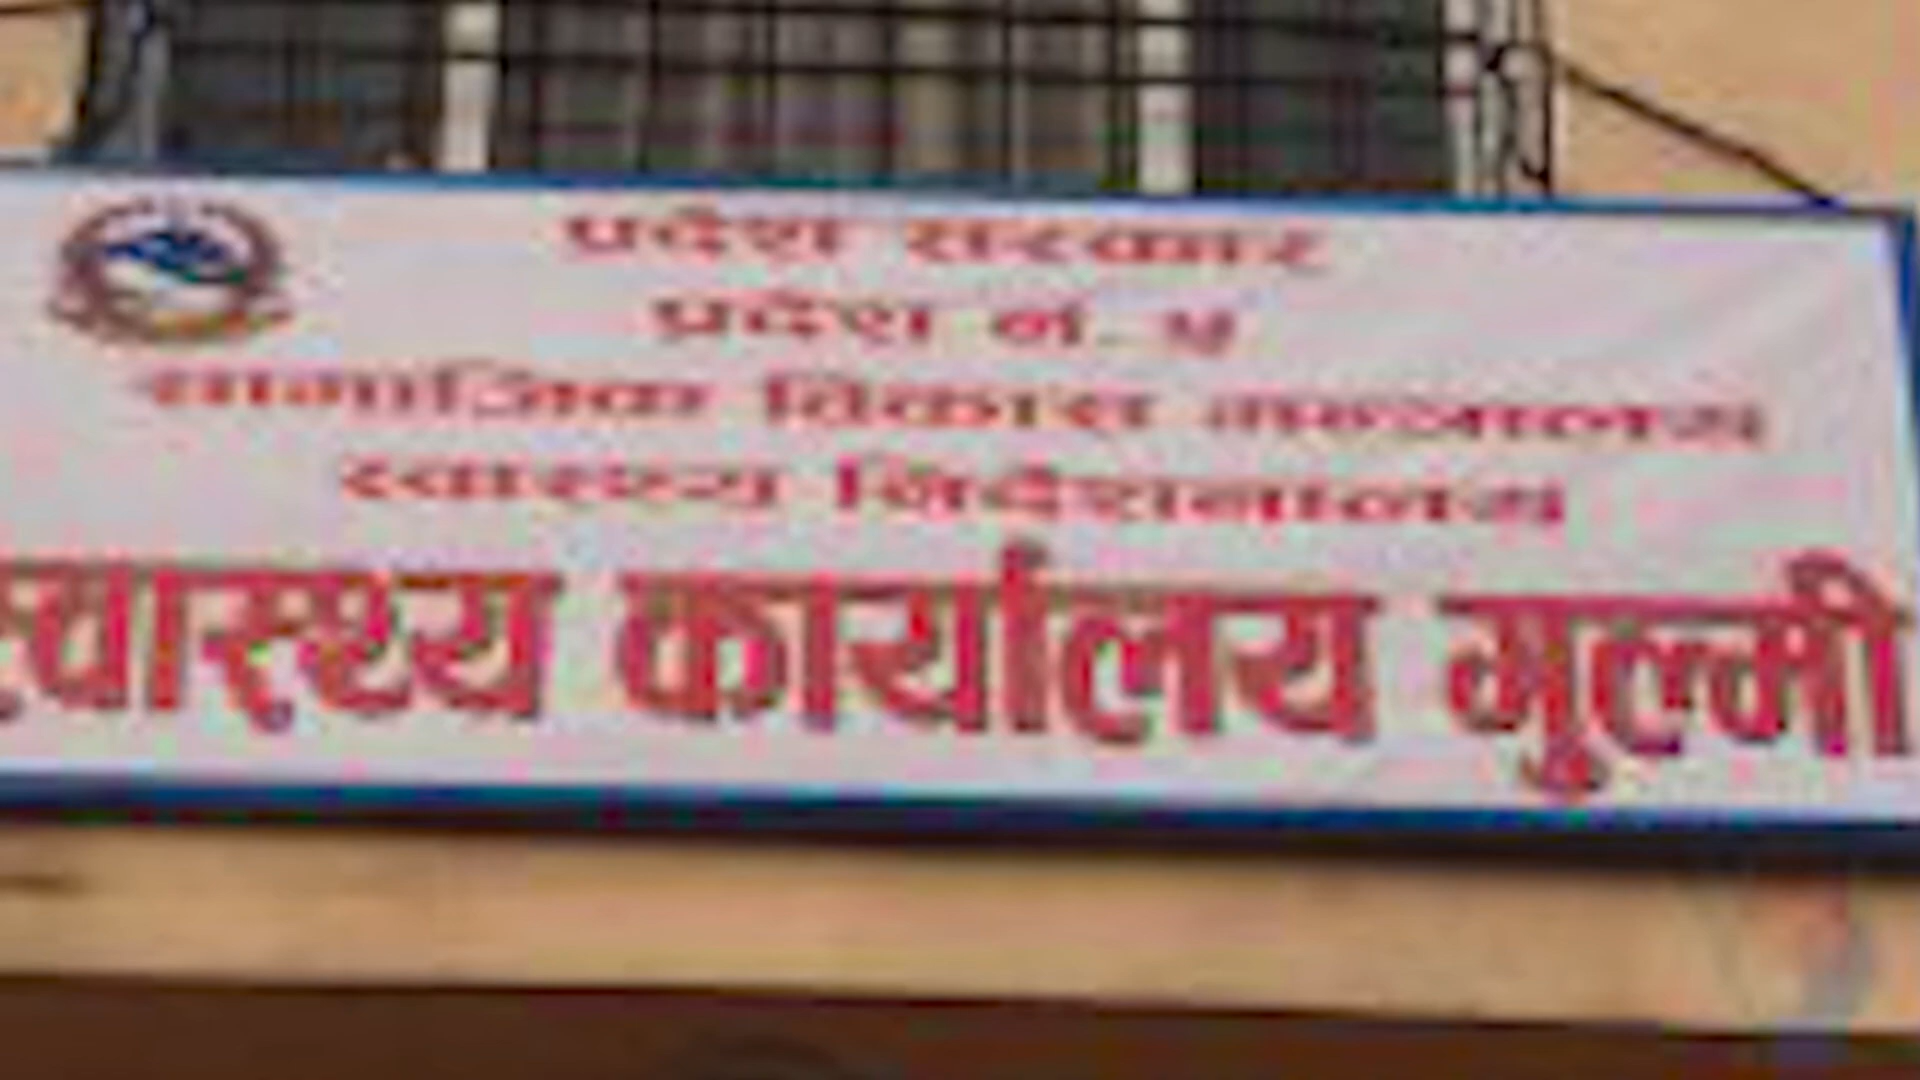 प्रदेश सरकार
प्रदेश नं. ५
सामाजिक विकास मन्त्रालय
स्वास्थ्य निर्देशनालय
स्वास्थ्य कार्यालय गुल्मी